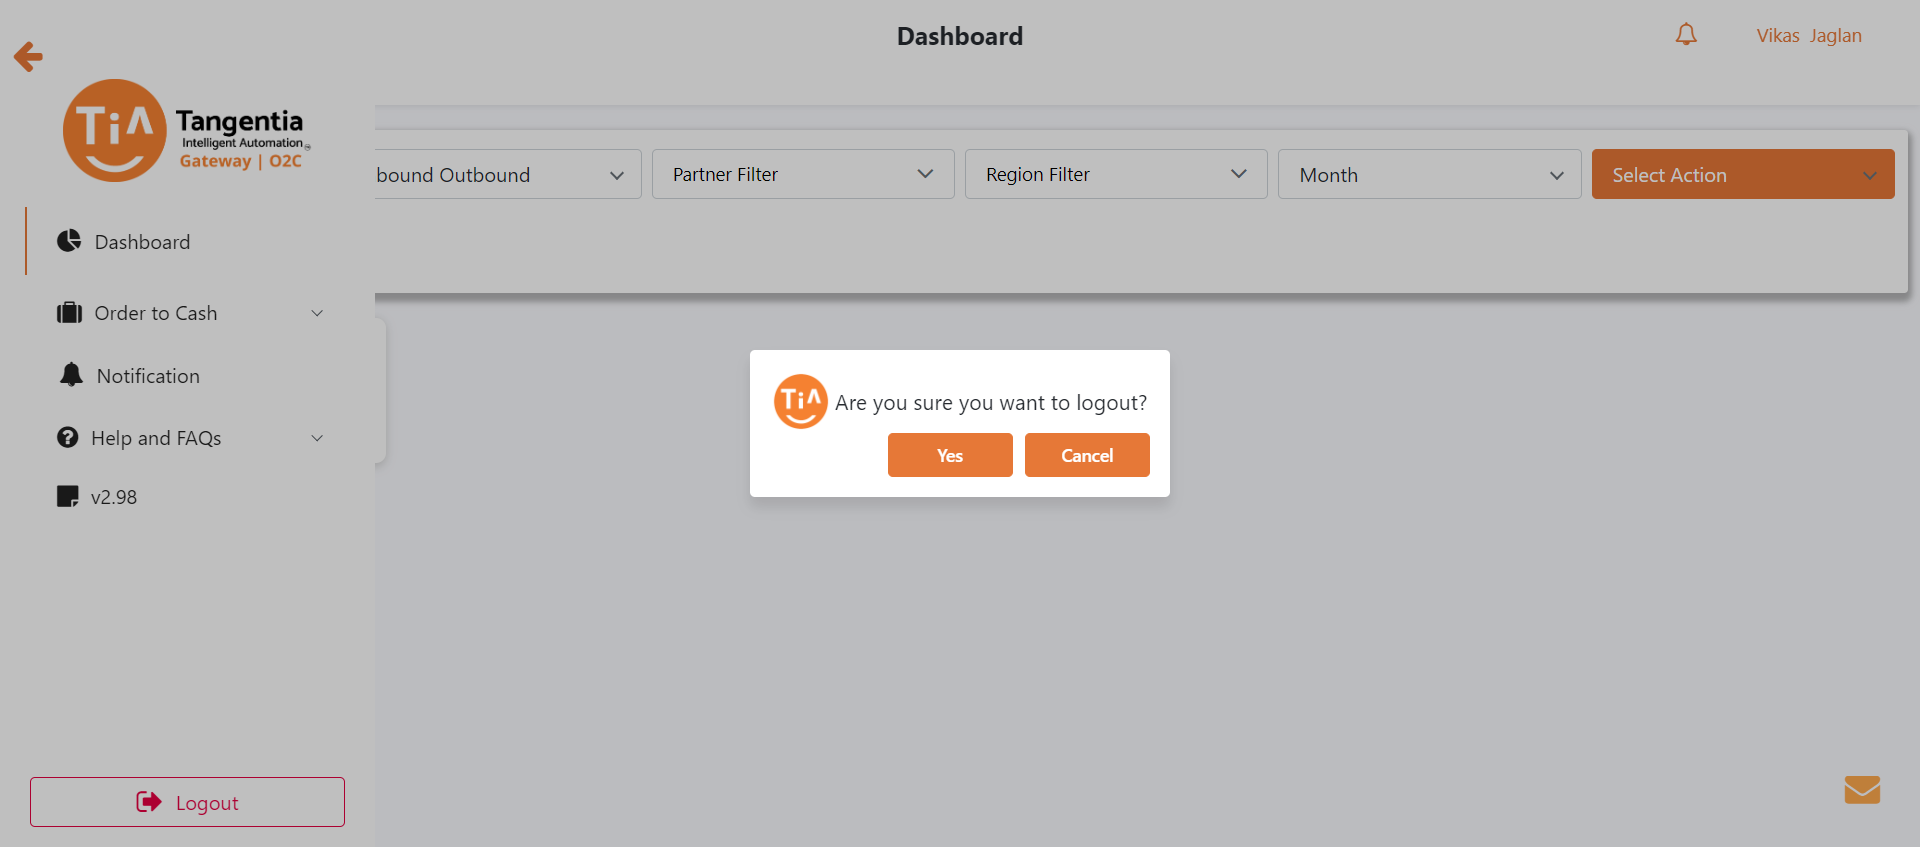 Dashboard
Vikas Jaglan
TiA
Tangentia
Intelligent Automation
Gateway | O2C
bound Outbound
Partner Filter
Region Filter
Month
Select Action
Dashboard
Order to Cash
Notification
Help and FAQs
v2.98
TiA
Are you sure you want to logout?
Yes
Cancel
Logout